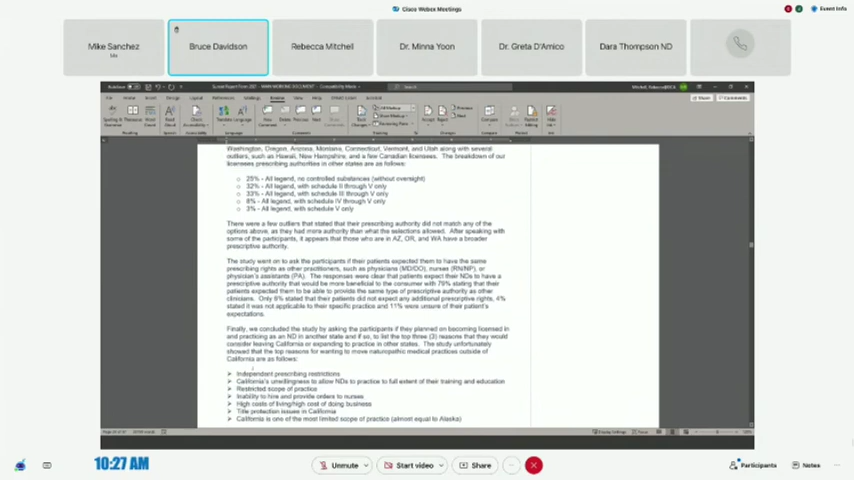 Cisco Webex Meetings
Event Info
Mike Sanchez
Me
Bruce Davidson
Rebecca Mitchell
Dr. Minna Yoon
Dr. Greta D'Amico
Dara Thompson ND
Washington, Oregon, Arizona, Montana, Connecticut, Vermont, and Utah along with several
outliers, such as Hawaii, New Hampshire, and a few Canadian licensees. The breakdown of our
licensees prescribing authorities in other states are as follows:
25% - All legend, no controlled substances (without oversight)
32% - All legend, with schedule II through V only
33% - All legend, with schedule III through V only
8% - All legend, with schedule IV through V only
3% - All legend, with schedule V only
There were a few outliers that stated that their prescribing authority did not match any of the
options above, as they had more authority than what the selections allowed. After speaking with
some of the participants, it appears that those who are in AZ, OR, and WA have a broader
prescriptive authority.
The study went on to ask the participants if their patients expected them to have the same
prescribing rights as other practitioners, such as physicians (MD/DO), nurses (RN/NP), or
physician's assistants (PA). The responses were clear that patients expect their NDs to have a
prescriptive authority that would be more beneficial to the consumer with 79% stating that their
patients expected them to be able to provide the same type of prescriptive authority as other
clinicians. Only 6% stated that their patients did not expect any additional prescriptive rights, 4%
stated it was not applicable to their specific practice and 11% were unsure of their patient's
expectations.
Finally, we concluded the study by asking the participants if they planned on becoming licensed in
and practicing as an ND in another state and if so, to list the top three (3) reasons that they would
consider leaving California or expanding to practice in other states. The study unfortunately
showed that the top reasons for wanting to move naturopathic medical practices outside of
California are as follows:
Independent prescribing restrictions
California's unwillingness to allow NDs to practice to full extent of their training and education
Restricted scope of practice
Inability to hire and provide orders to nurses
High costs of living/high cost of doing business
Title protection issues in California
California is one of the most limited scope of practice (almost equal to Alaska)
10:27 AM
Unmute
Start video
Share
Participants
Notes